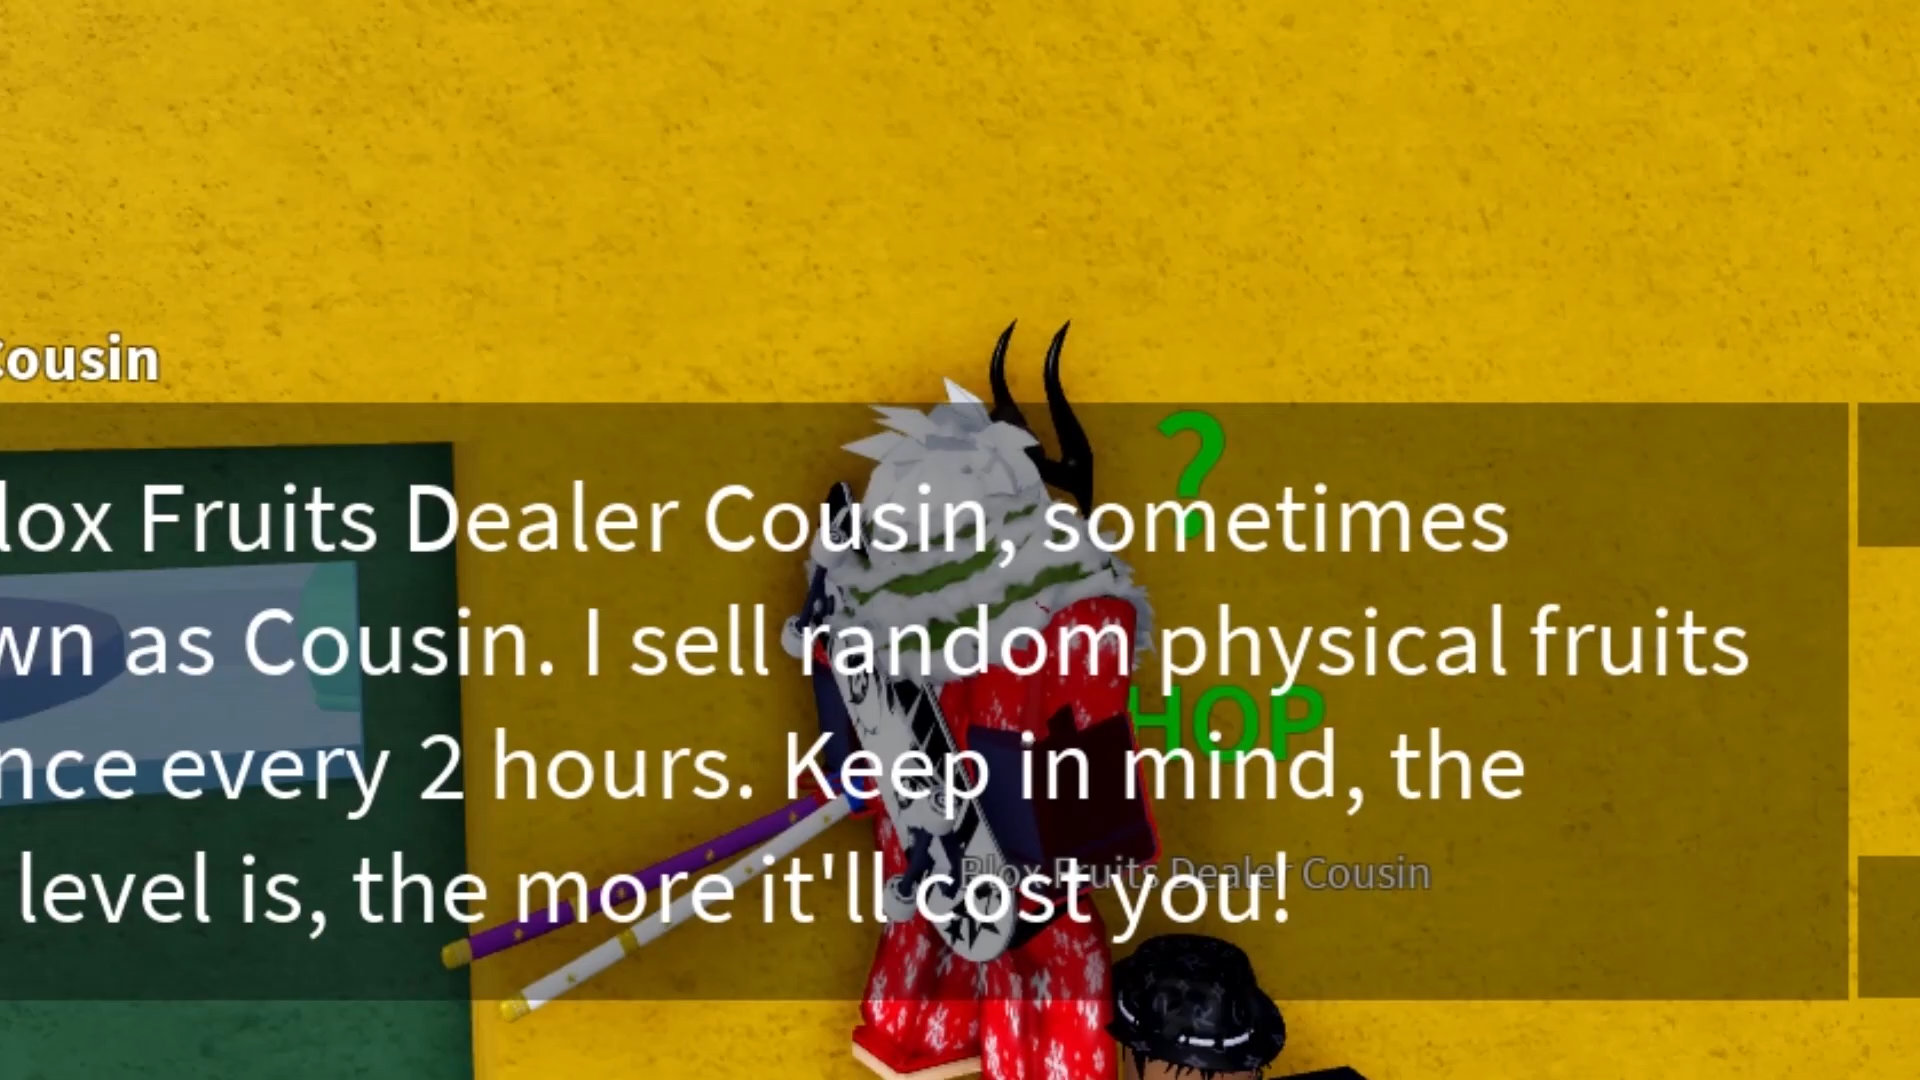 Cousin
lox Fruits Dealer Cousin, sometimes
wn as Cousin. I sell random physical fruits
nce every 2 hours. Keep in mind, the
level is, the more it'll cost you!
?
HOP
Blox Fruits Dealer Cousin